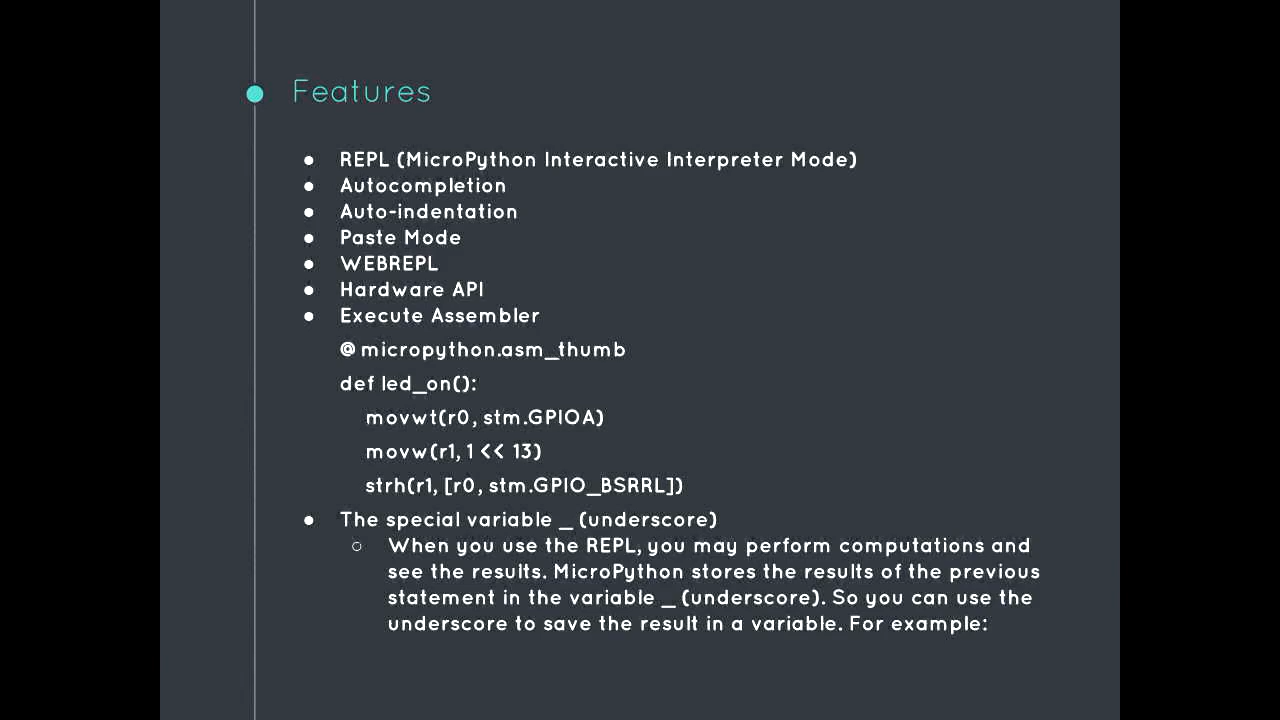 Features
● REPL (MicroPython Interactive Interpreter Mode)
● Autocompletion
● Auto-indentation
● Paste Mode
● WEBREPL
● Hardware API
● Execute Assembler
@micropython.asm_thumb
def led_on():
movwt(r0, stm.GPIOA)
movw(r1, 1 << 13)
strh(r1, [r0, stm.GPIO_BSRRL])
● The special variable _ (underscore)
○ When you use the REPL, you may perform computations and
see the results. MicroPython stores the results of the previous
statement in the variable _ (underscore). So you can use the
underscore to save the result in a variable. For example: